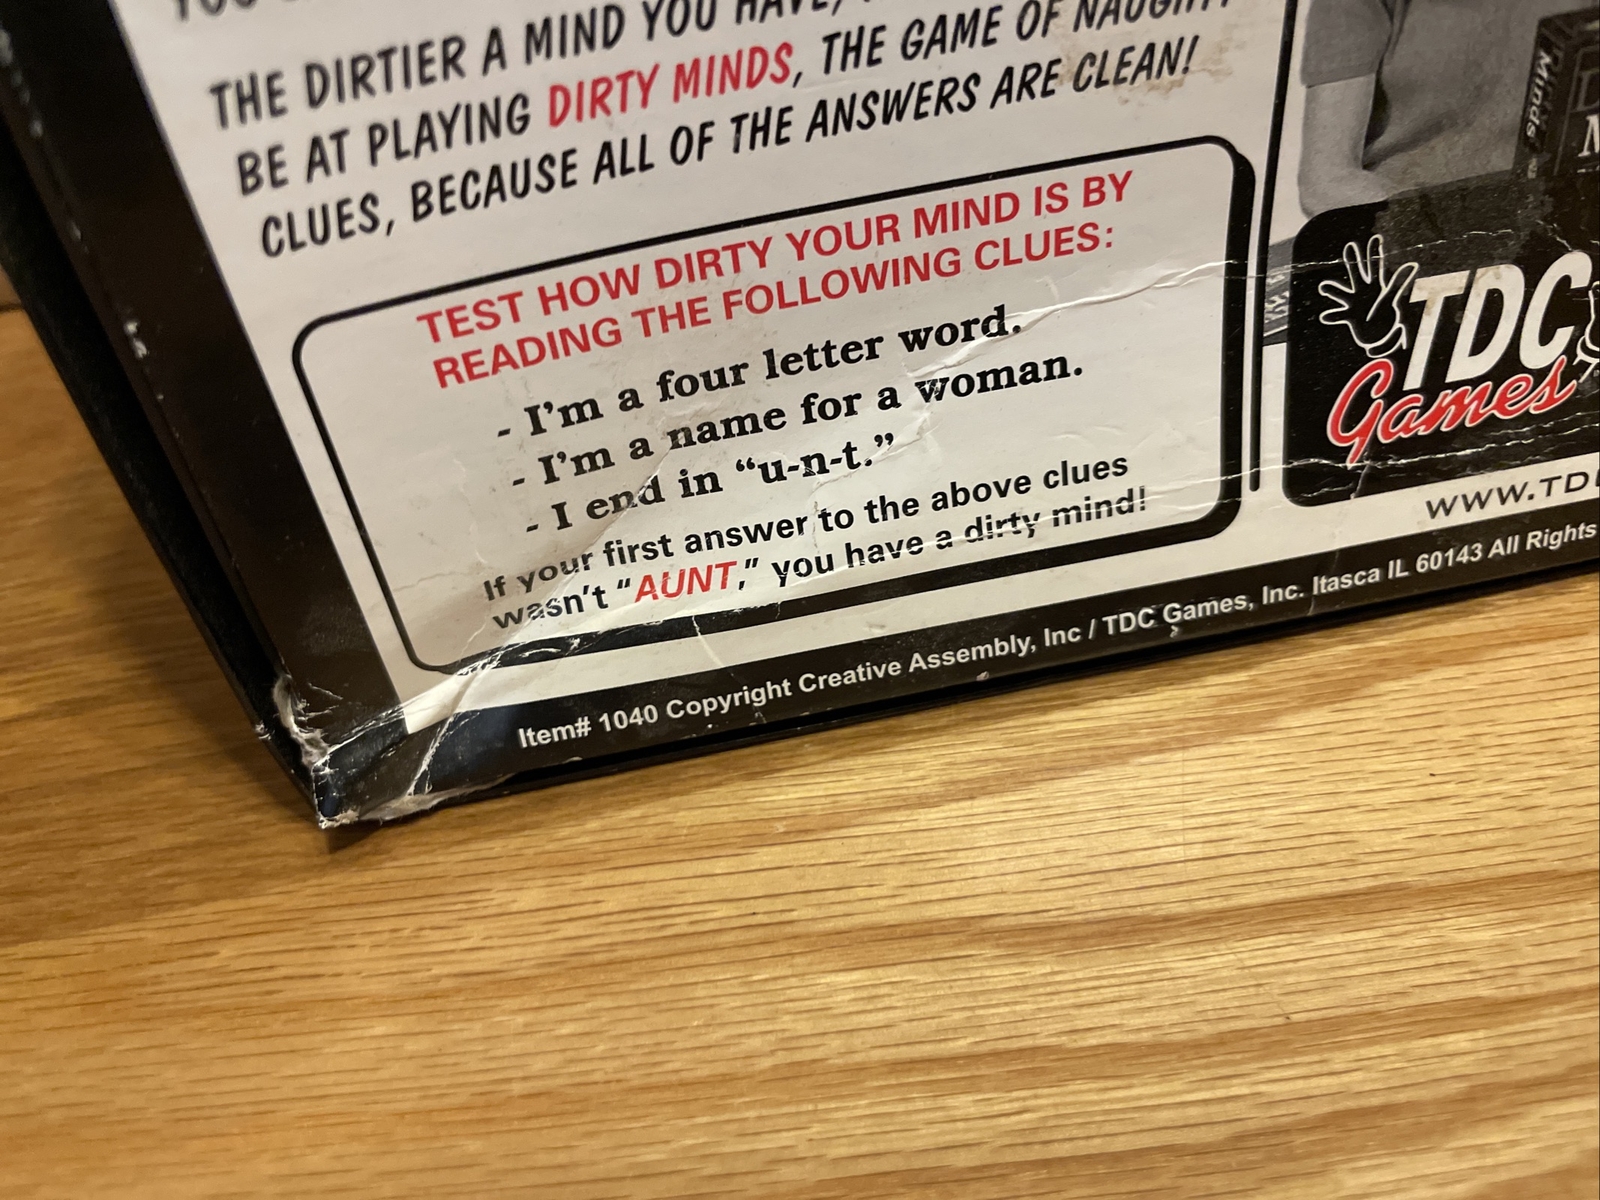 THE DIRTIER A MIND YOU HAVE,
BE AT PLAYING DIRTY MINDS, THE GAME OF NAUGHTY
CLUES, BECAUSE ALL OF THE ANSWERS ARE CLEAN!
TEST HOW DIRTY YOUR MIND IS BY
READING THE FOLLOWING CLUES:
- I'm a four letter word.
- I'm a name for a woman.
- I end in “u-n-t.”
If your first answer to the above clues
wasn't “AUNT,” you have a dirty mind!
Minds
TDC
Games
WWW.TD
Item# 1040 Copyright Creative Assembly, Inc / TDC Games, Inc. Itasca IL 60143 All Rights